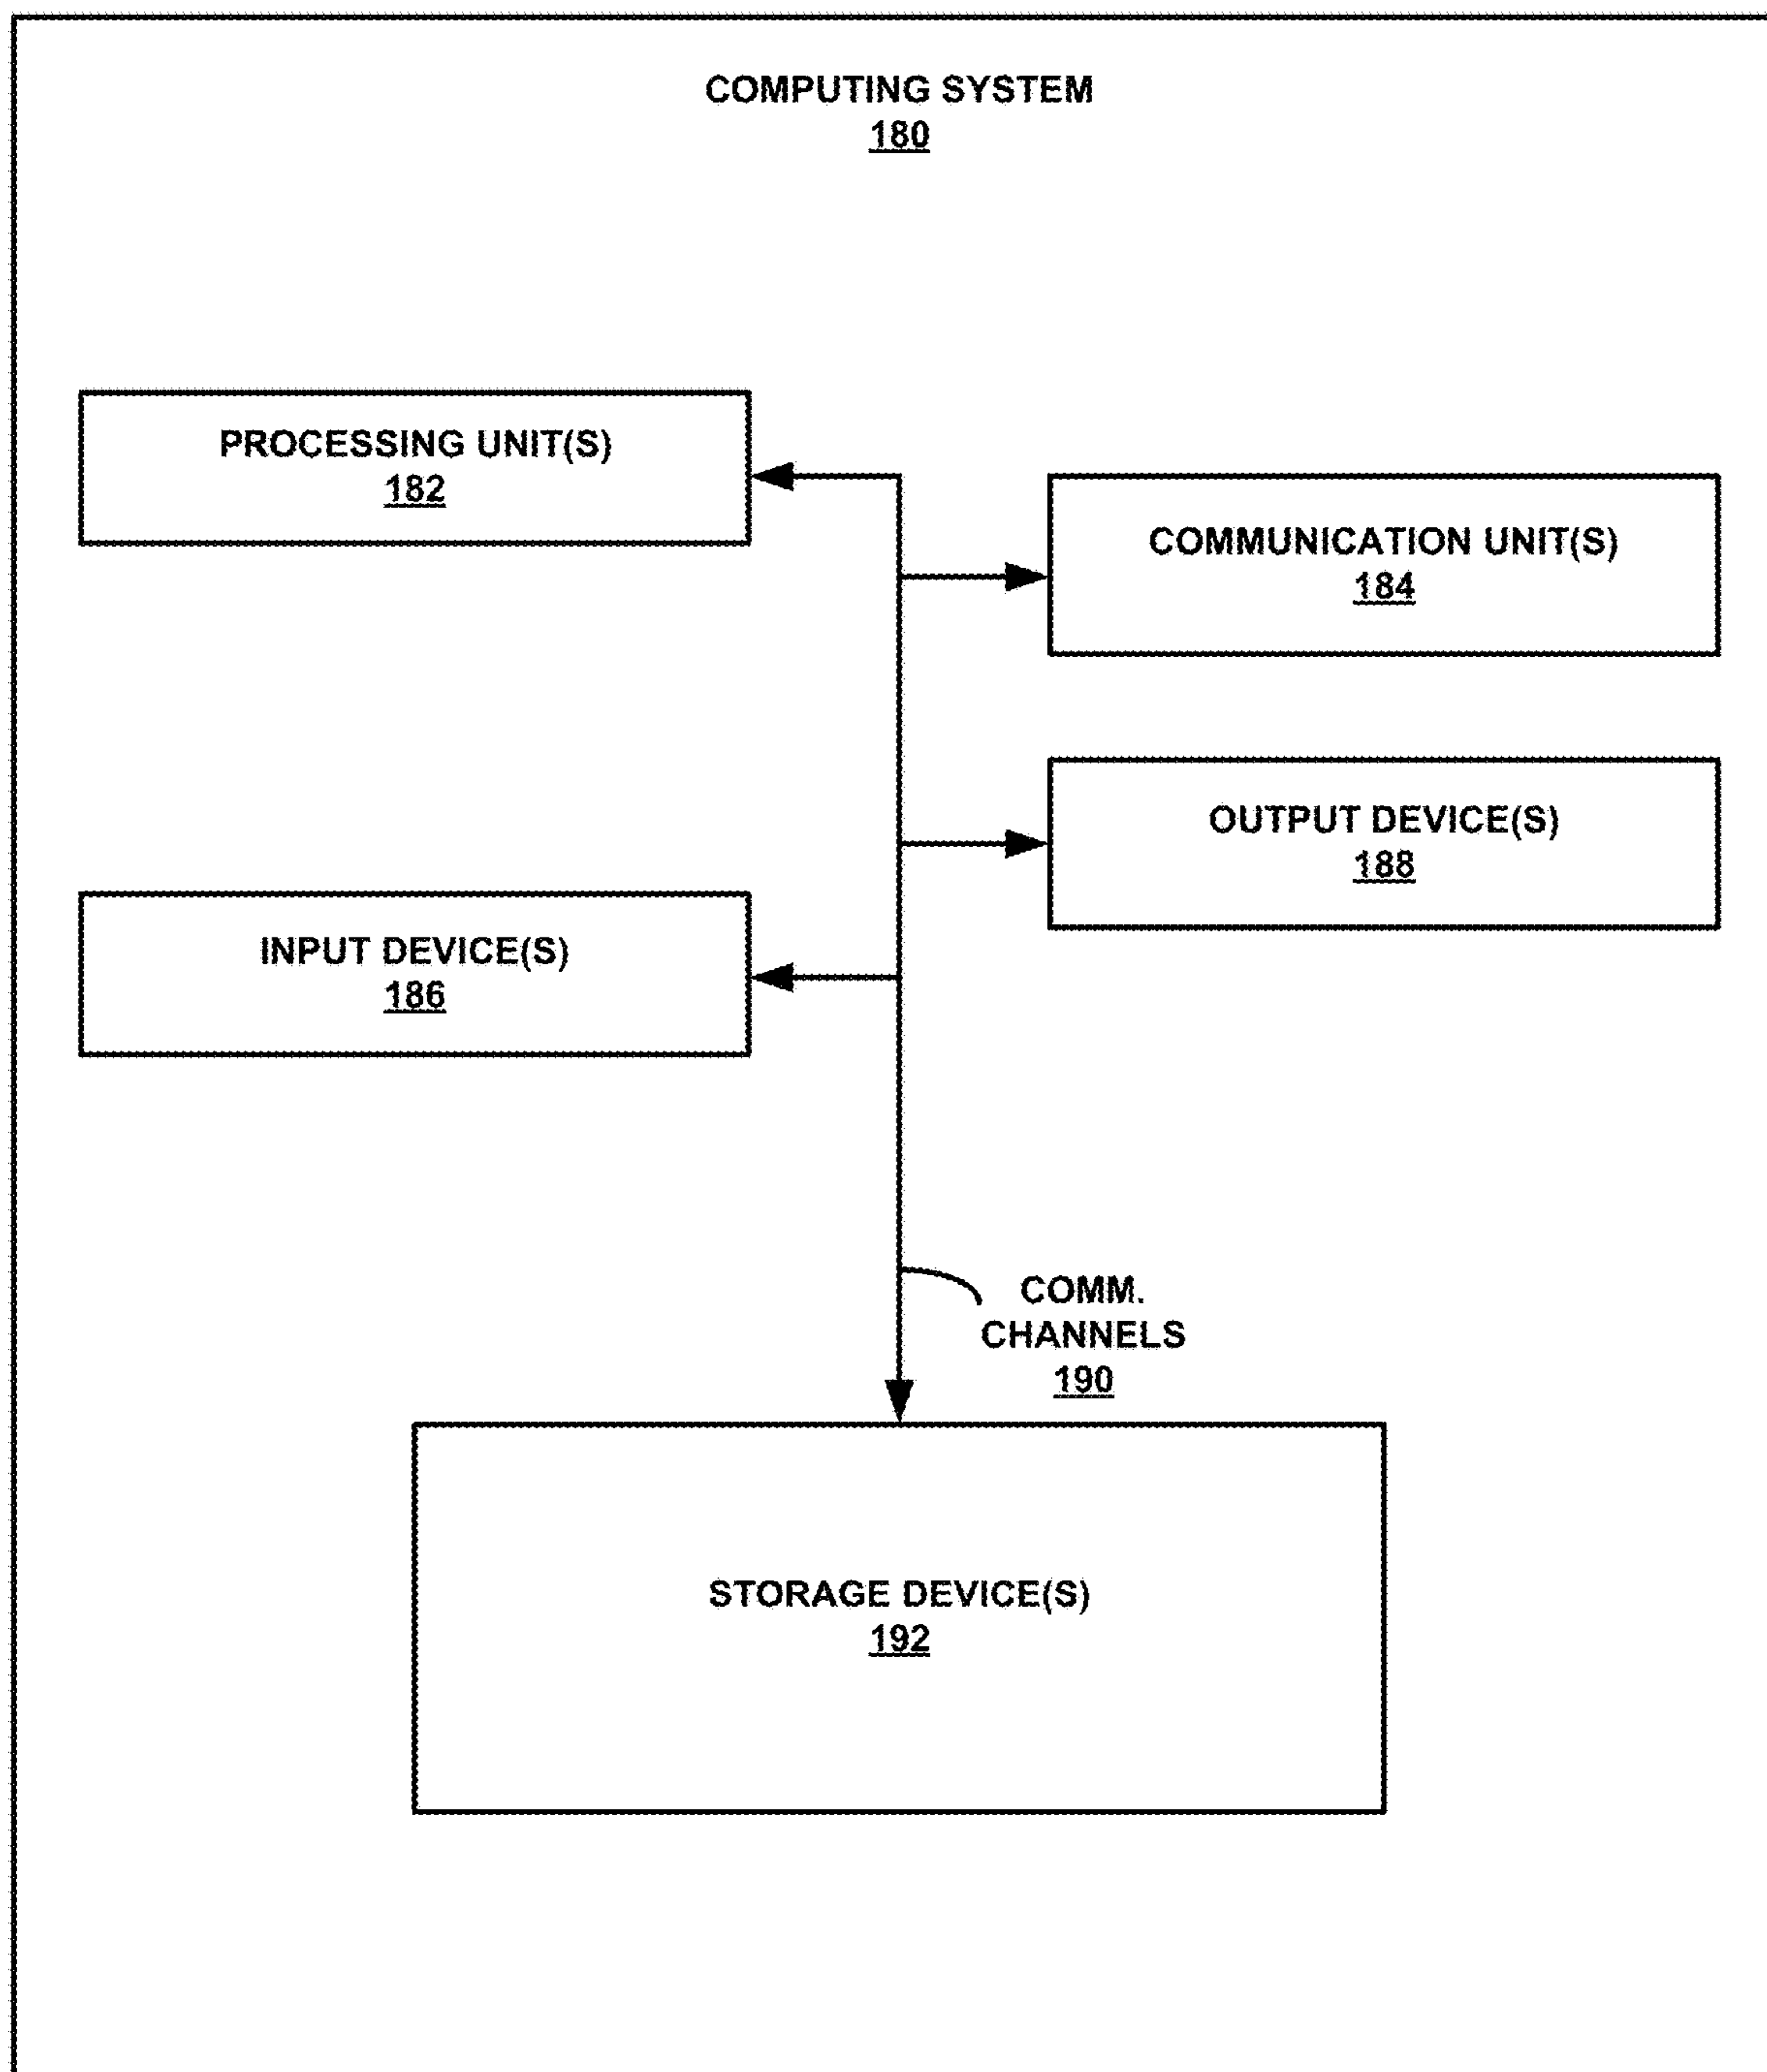 COMPUTING SYSTEM
180
PROCESSING UNIT(S)
182
COMMUNICATION UNIT(S)
184
OUTPUT DEVICE(S)
188
INPUT DEVICE(S)
186
COMM.
CHANNELS
190
STORAGE DEVICE(S)
192